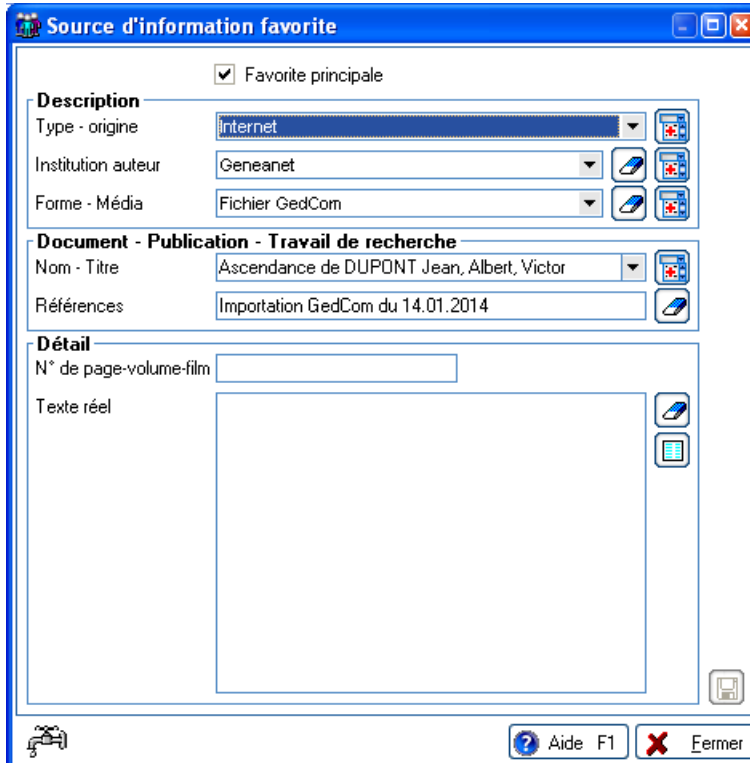 Source d'information favorite
Favorite principale
Description
Type - origine Internet
Institution auteur Geneanet
Forme - Média Fichier GedCom
Document - Publication - Travail de recherche
Nom - Titre Ascendance de DUPONT Jean, Albert, Victor
Références Importation GedCom du 14.01.2014
Détail
N° de page-volume-film
Texte réel
Aide F1 Fermer